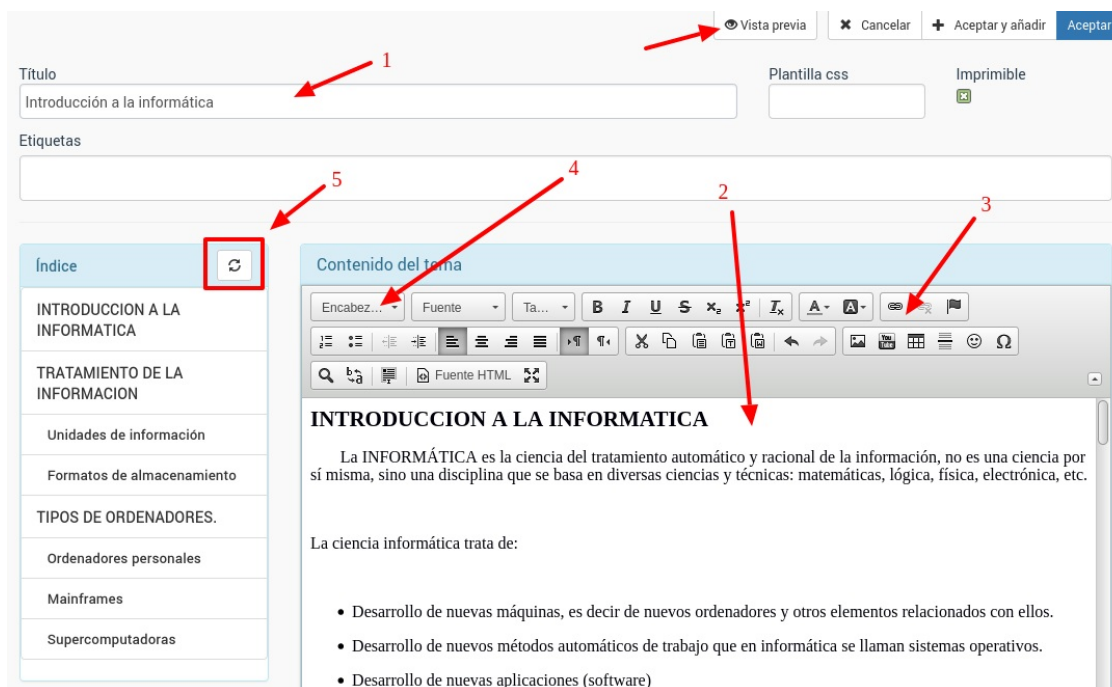 Vista previa
Cancelar
Aceptar y añadir
Aceptar
1
Título
Plantilla css
Imprimible
Introducción a la informática
Etiquetas
5
4
2
3
Índice
Contenido del tema
Encabez...
Fuente
Ta...
B I U S x₂ x² Ix A A
Fuente HTML
INTRODUCCION A LA
INFORMATICA
TRATAMIENTO DE LA
INFORMACION
Unidades de información
Formatos de almacenamiento
TIPOS DE ORDENADORES.
Ordenadores personales
Mainframes
Supercomputadoras
INTRODUCCION A LA INFORMATICA
La INFORMÁTICA es la ciencia del tratamiento automático y racional de la información, no es una ciencia por
sí misma, sino una disciplina que se basa en diversas ciencias y técnicas: matemáticas, lógica, física, electrónica, etc.
La ciencia informática trata de:
• Desarrollo de nuevas máquinas, es decir de nuevos ordenadores y otros elementos relacionados con ellos.
• Desarrollo de nuevos métodos automáticos de trabajo que en informática se llaman sistemas operativos.
• Desarrollo de nuevas aplicaciones (software)